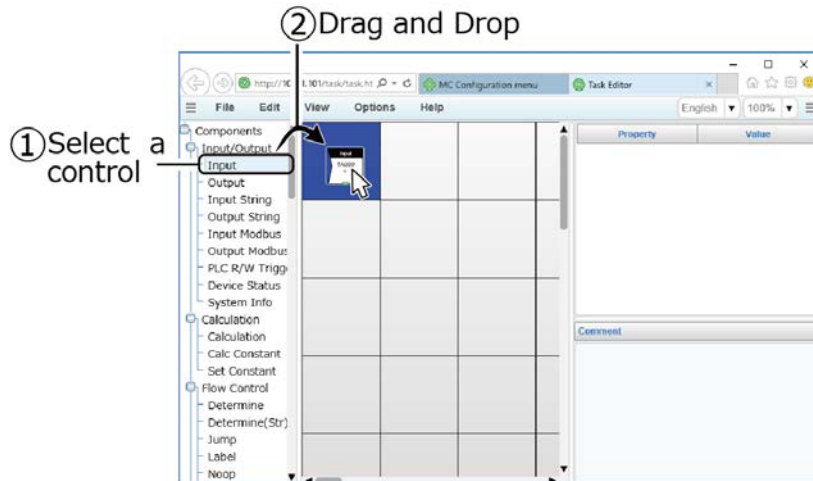 ②Drag and Drop
①Select a
control
http://10 1.101/task/task.ht
MC Configuration menu
Task Editor
File Edit View Options Help
English
100%
Components
Input/Output
Input
Output
Input String
Output String
Input Modbus
Output Modbus
PLC R/W Trigg
Device Status
System Info
Calculation
Calculation
Calc Constant
Set Constant
Flow Control
Determine
Determine(Str)
Jump
Label
Noop
Input
Property Value
Comment